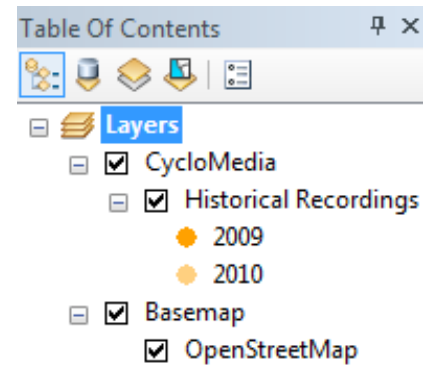 Table Of Contents
Layers
CycloMedia
Historical Recordings
2009
2010
Basemap
OpenStreetMap